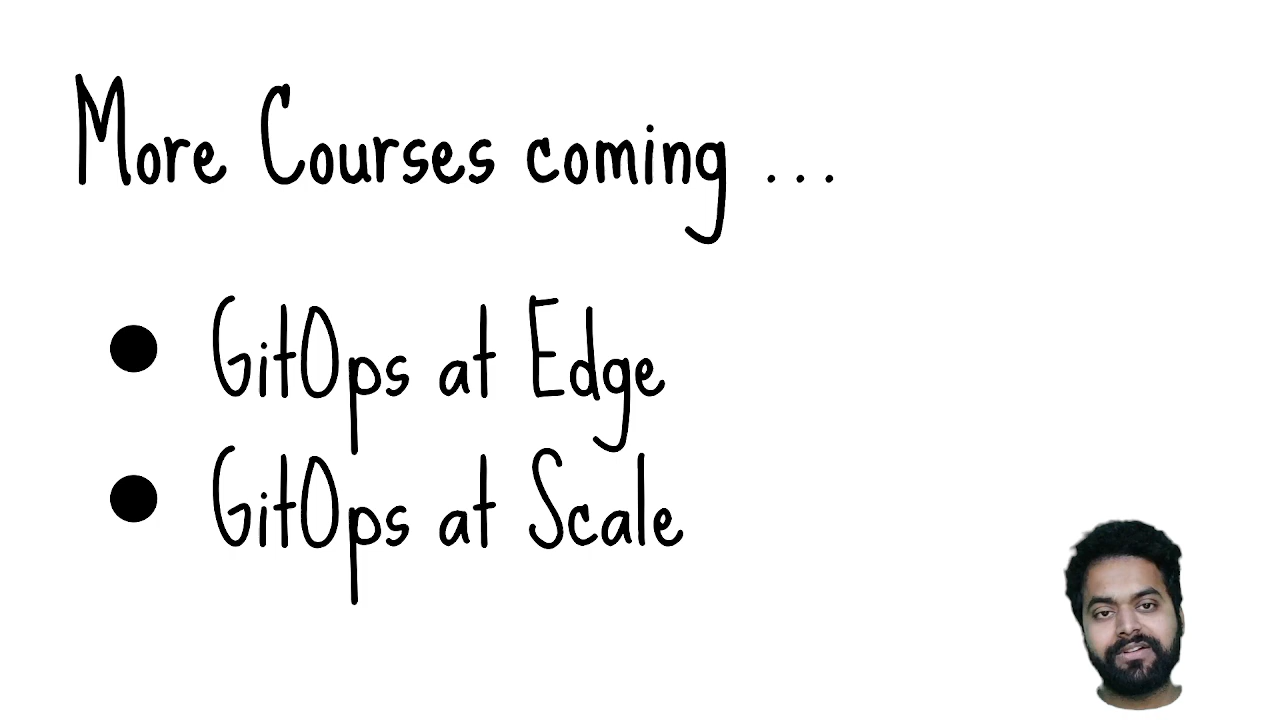 More Courses coming ...
● GitOps at Edge
● GitOps at Scale